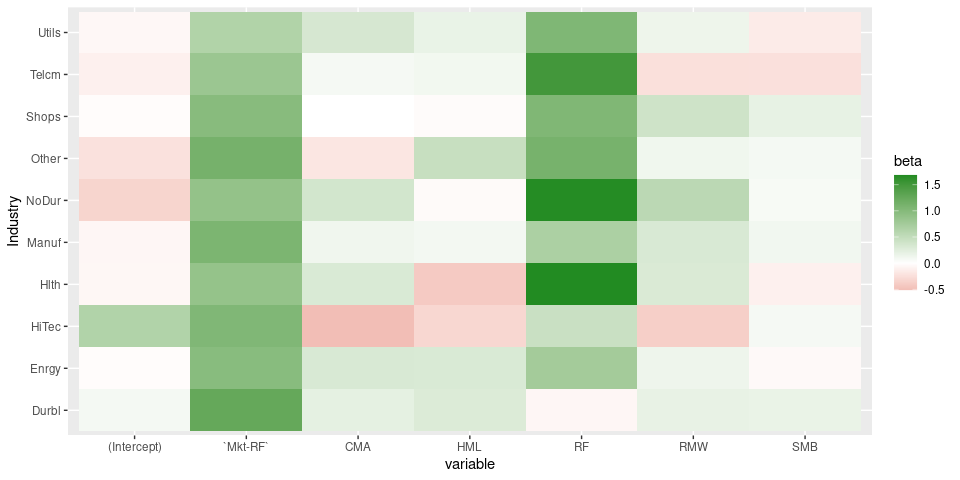 Utils
Telcm
Shops
Other
NoDur
Manuf
Hlth
HiTec
Enrgy
Durbl
Industry
(Intercept) `Mkt-RF` CMA HML RF RMW SMB
variable
beta
1.5
1.0
0.5
0.0
-0.5